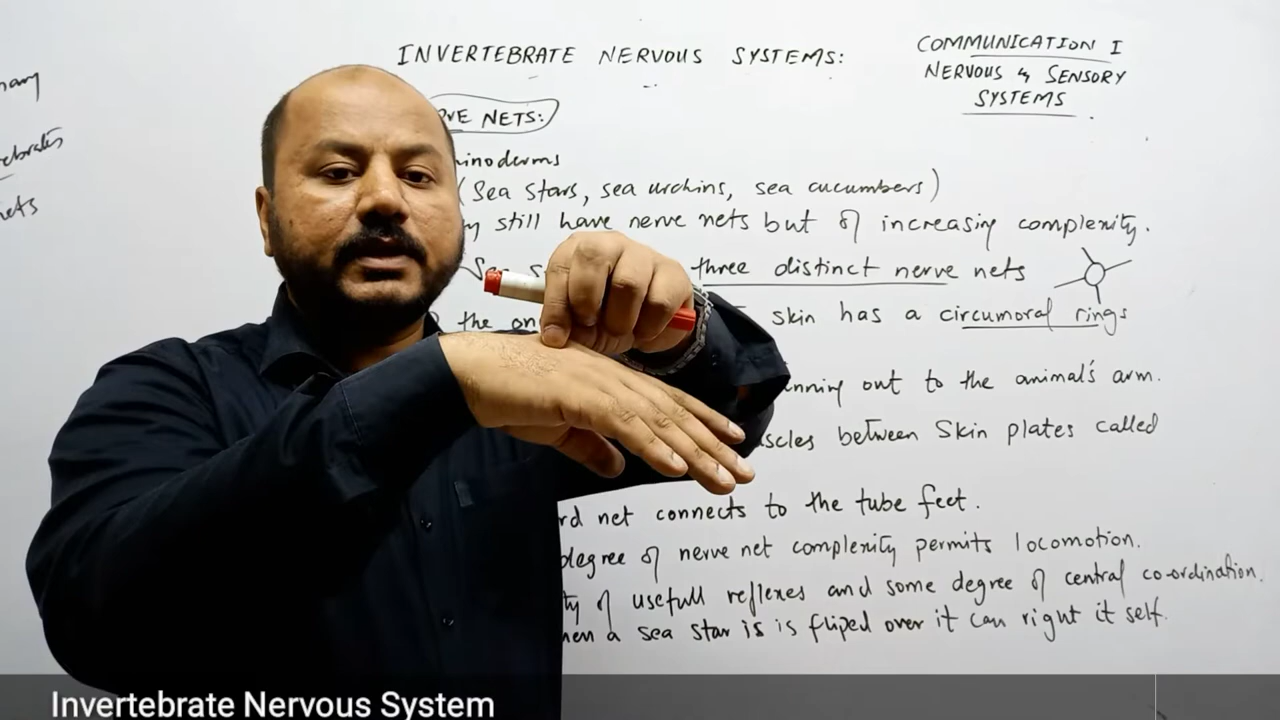 INVERTEBRATE NERVOUS SYSTEMS:
COMMUNICATION I
NERVOUS & SENSORY
SYSTEMS
NETS:
(Sea stars, sea urchins, sea cucumbers)
still have nerve nets but of increasing complexity.
three distinct nerve nets
the skin has a circumoral rings
out to the animal's arm.
between skin plates called
net connects to the tube feet.
degree of nerve net complexity permits locomotion.
of usefull reflexes and some degree of central co-ordination.
a sea star is is fliped over it can right it self.
Invertebrate Nervous System